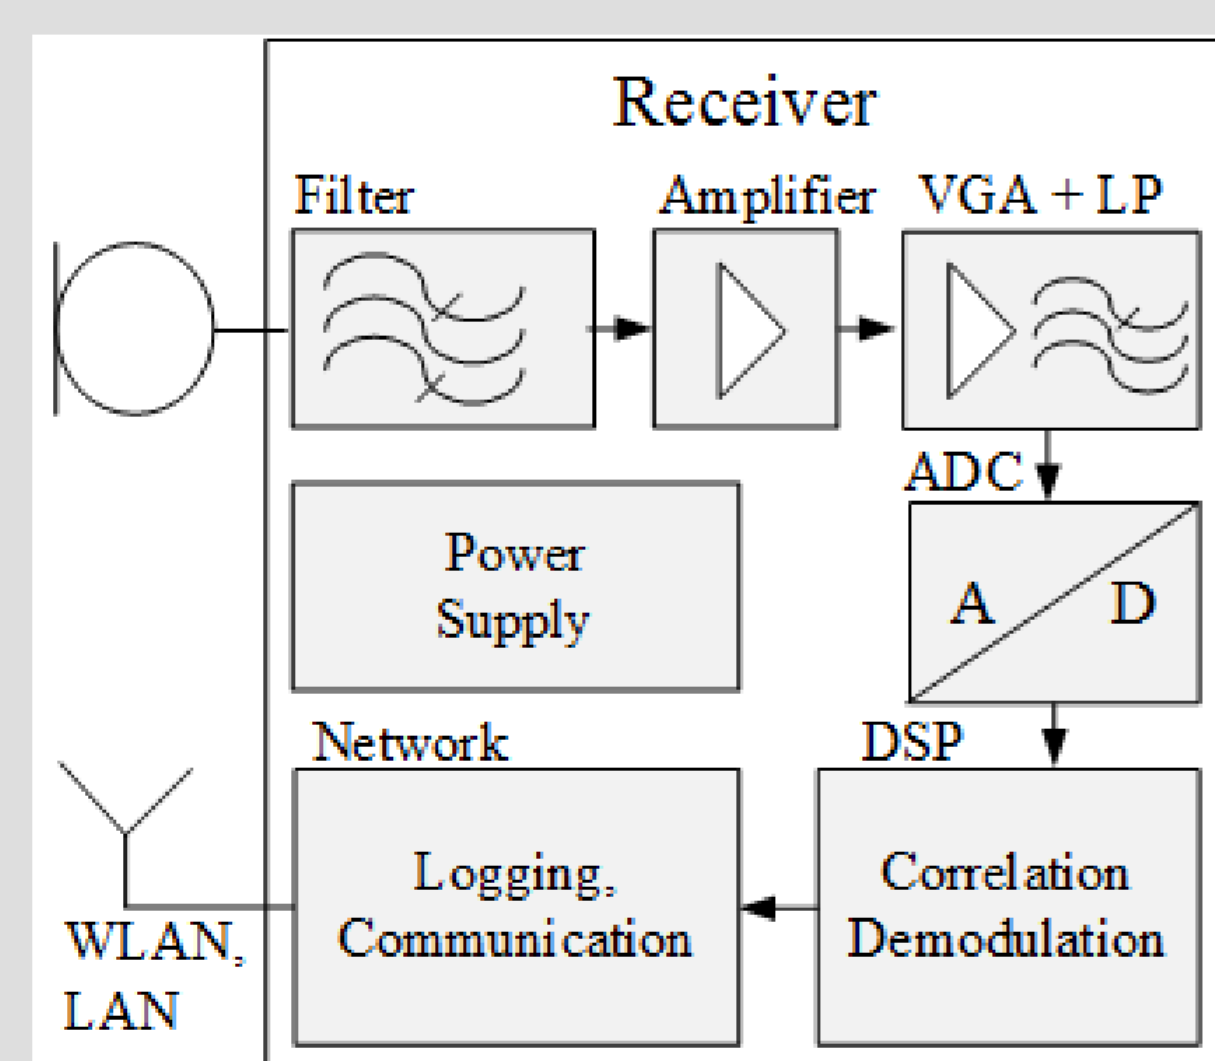 Receiver
Filter
Amplifier
VGA + LP
ADC
Power
Supply
A
D
Network
DSP
Logging,
Communication
Correlation
Demodulation
WLAN,
LAN